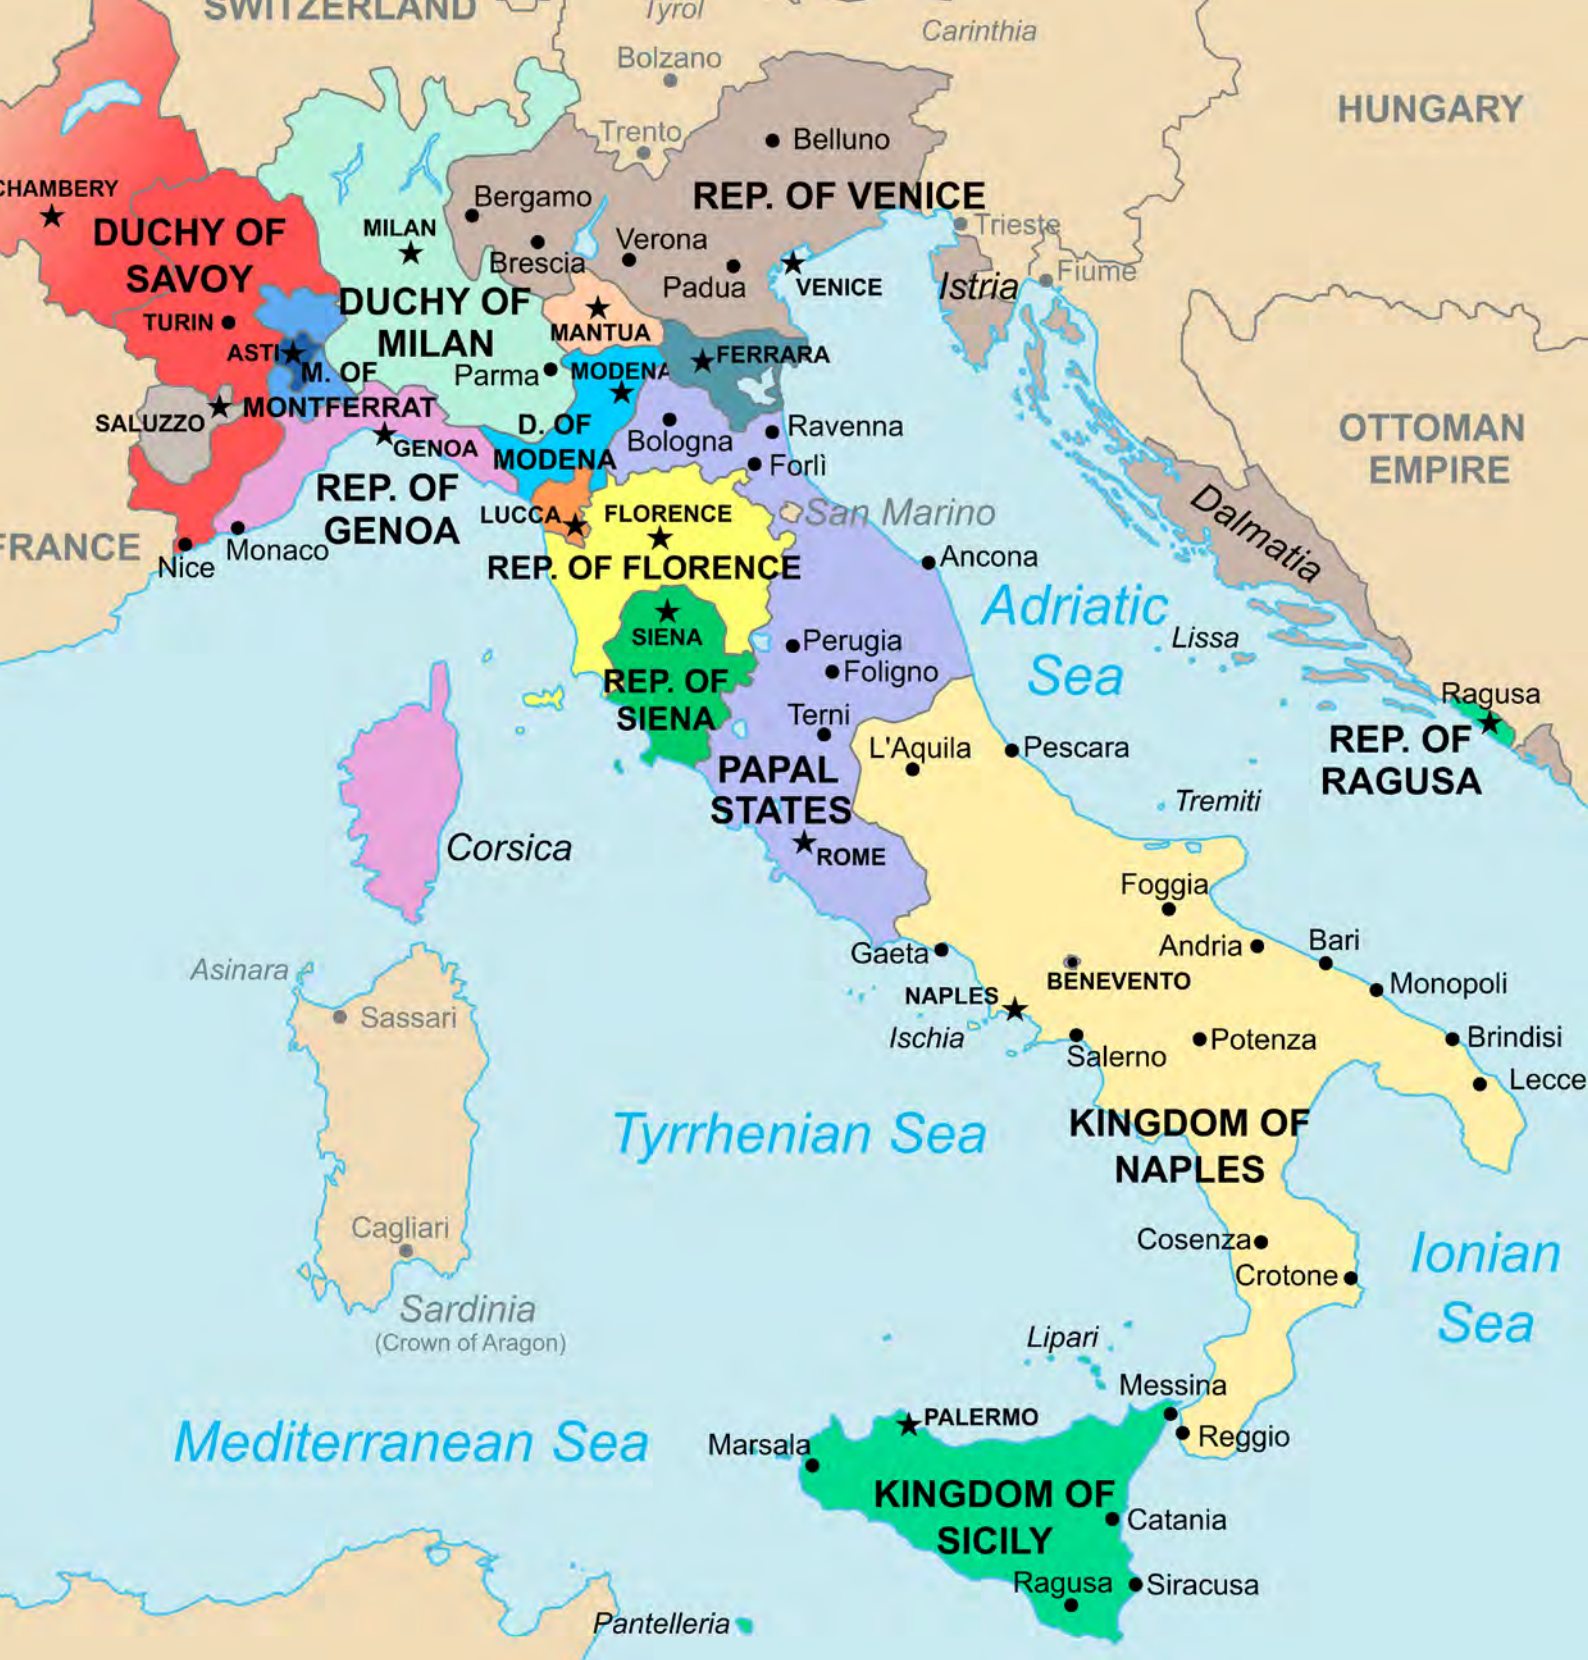 SWITZERLAND
Tyrol
Carinthia
Bolzano
HUNGARY
Trento
Belluno
CHAMBERY
Bergamo
REP. OF VENICE
DUCHY OF
SAVOY
MILAN
Verona
Trieste
Brescia
Padua
VENICE
Istria
Fiume
TURIN
DUCHY OF
MILAN
MANTUA
ASTI
M. OF
MONTFERRAT
Parma
MODENA
FERRARA
SALUZZO
D. OF
MODENA
Bologna
Ravenna
Forlì
OTTOMAN
EMPIRE
GENOA
REP. OF
GENOA
LUCCA
FLORENCE
San Marino
Dalmatia
FRANCE
Nice
Monaco
REP. OF FLORENCE
Ancona
SIENA
Perugia
Foligno
Adriatic
Sea
Lissa
REP. OF
SIENA
Terni
Ragusa
REP. OF
RAGUSA
L'Aquila
Pescara
PAPAL
STATES
Tremiti
ROME
Corsica
Foggia
Andria
Bari
Gaeta
BENEVENTO
Monopoli
Asinara
Sassari
NAPLES
Ischia
Salerno
Potenza
Brindisi
Lecce
Tyrrhenian Sea
KINGDOM OF
NAPLES
Cagliari
Cosenza
Crotone
Ionian
Sea
Sardinia
(Crown of Aragon)
Lipari
Messina
Mediterranean Sea
Marsala
PALERMO
Reggio
KINGDOM OF
SICILY
Catania
Ragusa
Siracusa
Pantelleria